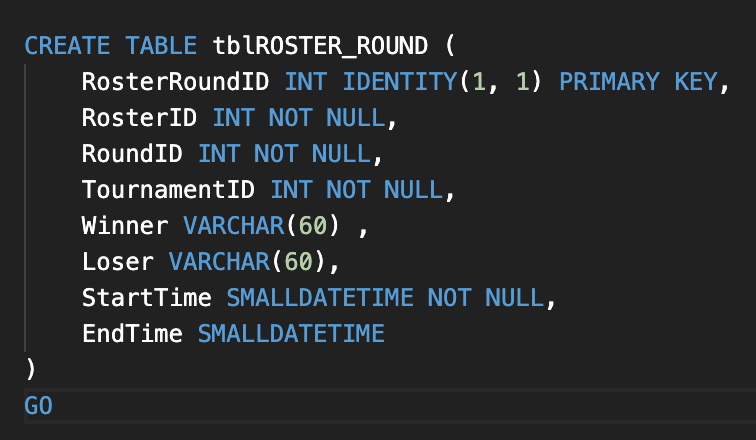 CREATE TABLE tblROSTER_ROUND (
RosterRoundID INT IDENTITY(1, 1) PRIMARY KEY,
RosterID INT NOT NULL,
RoundID INT NOT NULL,
TournamentID INT NOT NULL,
Winner VARCHAR(60) ,
Loser VARCHAR(60),
StartTime SMALLDATETIME NOT NULL,
EndTime SMALLDATETIME
)
GO